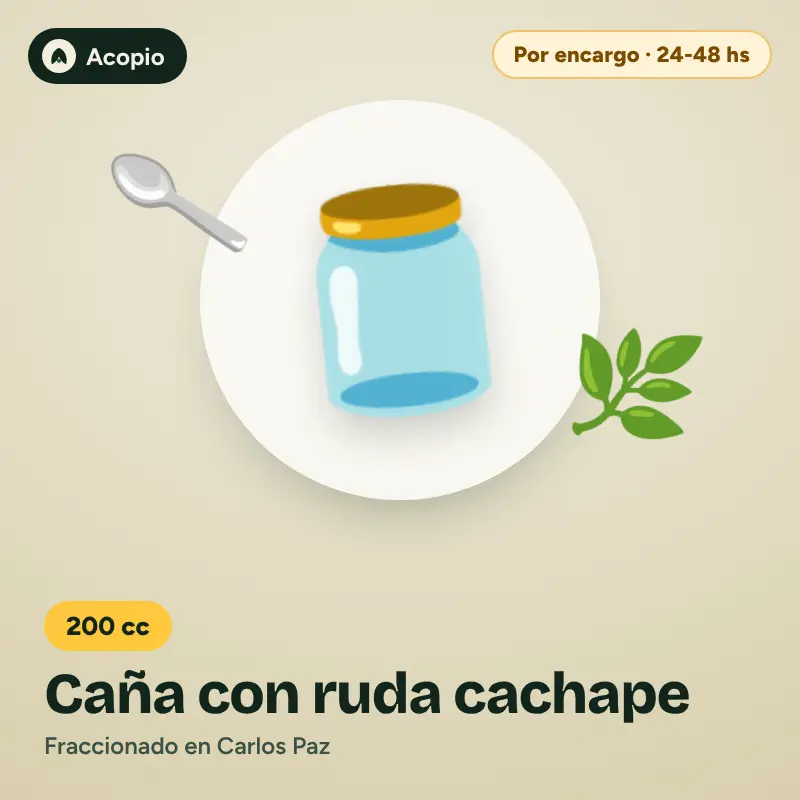 Acopio
Por encargo · 24-48 hs
200 cc
Caña con ruda cachape
Fraccionado en Carlos Paz